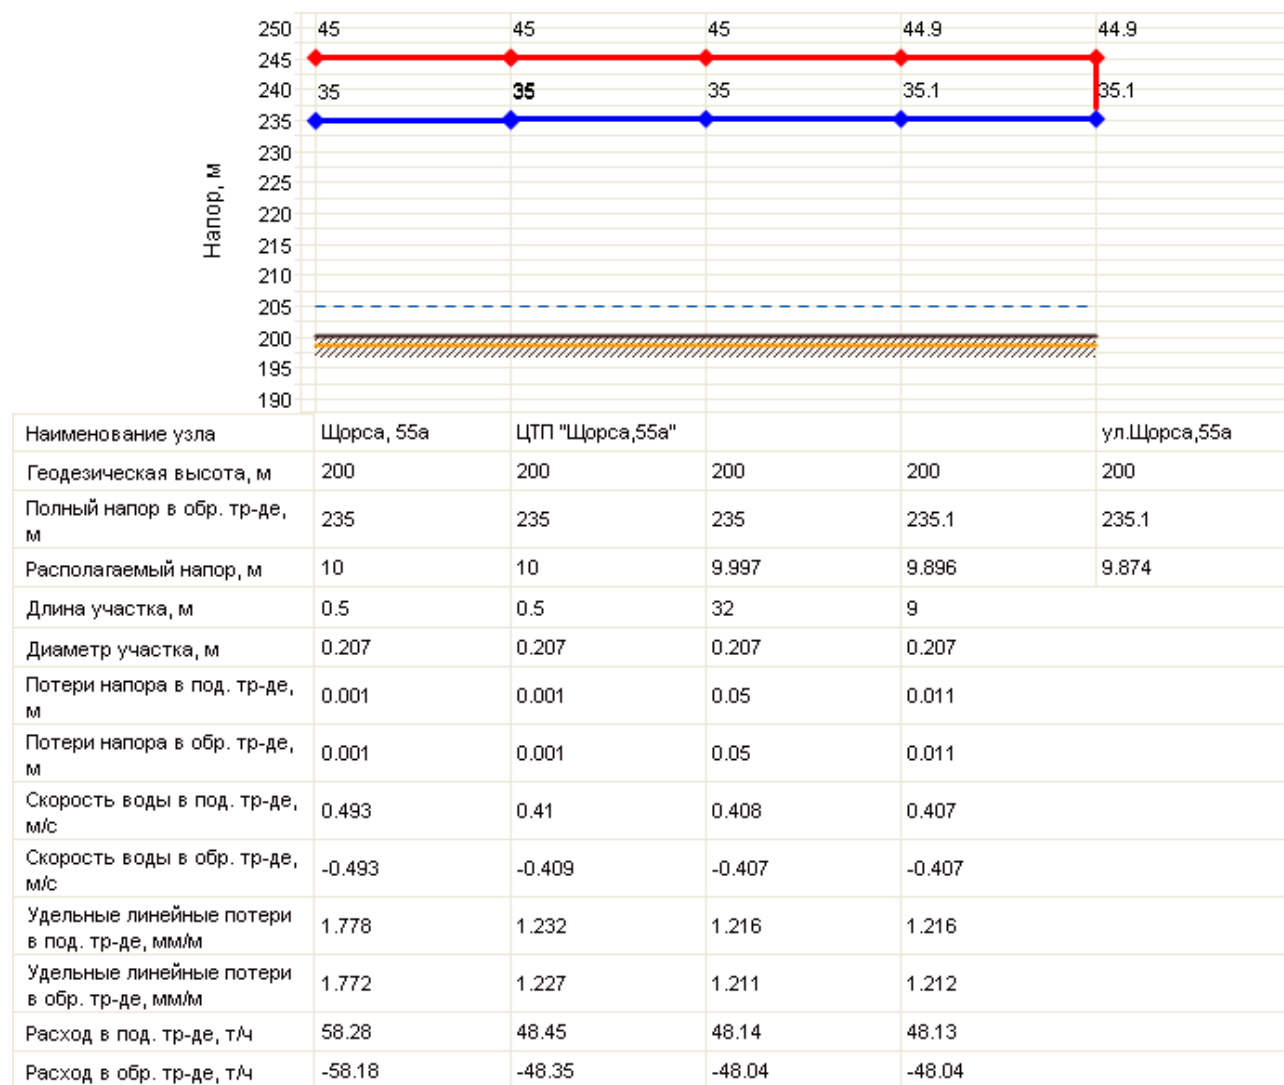 250 45 45 45 44.9 44.9
245
240 35 35 35 35.1 35.1
235
230
225
220
215
210
205
200
195
190
Напор, м
Наименование узла Щорса, 55а ЦТП "Щорса,55а" ул.Щорса,55а
Геодезическая высота, м 200 200 200 200 200
Полный напор в обр. тр-де,
м 235 235 235 235.1 235.1
Располагаемый напор, м 10 10 9.997 9.896 9.874
Длина участка, м 0.5 0.5 32 9
Диаметр участка, м 0.207 0.207 0.207 0.207
Потери напора в под. тр-де,
м 0.001 0.001 0.05 0.011
Потери напора в обр. тр-де,
м 0.001 0.001 0.05 0.011
Скорость воды в под. тр-де,
м/с 0.493 0.41 0.408 0.407
Скорость воды в обр. тр-де,
м/с -0.493 -0.409 -0.407 -0.407
Удельные линейные потери
в под. тр-де, мм/м 1.778 1.232 1.216 1.216
Удельные линейные потери
в обр. тр-де, мм/м 1.772 1.227 1.211 1.212
Расход в под. тр-де, т/ч 58.28 48.45 48.14 48.13
Расход в обр. тр-де, т/ч -58.18 -48.35 -48.04 -48.04